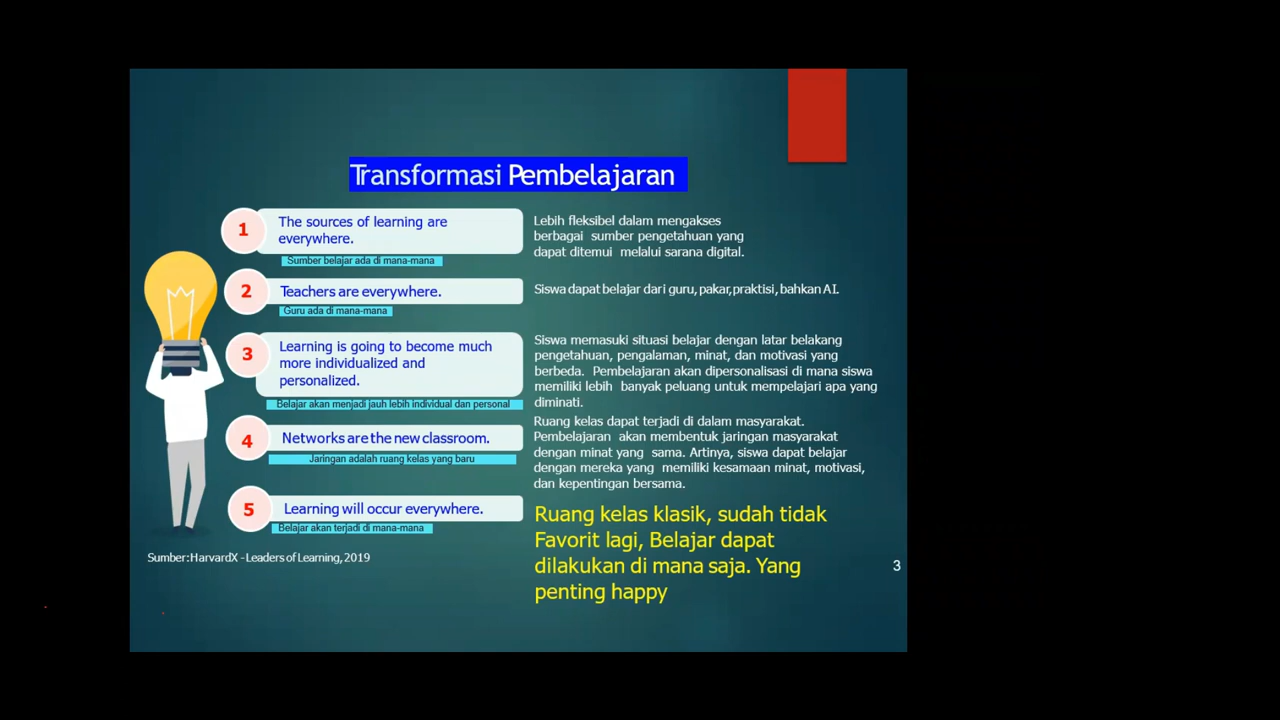 Transformasi Pembelajaran
1
The sources of learning are
everywhere.
Sumber belajar ada di mana-mana
Lebih fleksibel dalam mengakses
berbagai sumber pengetahuan yang
dapat ditemui melalui sarana digital.
2
Teachers are everywhere.
Guru ada di mana-mana
Siswa dapat belajar dari guru, pakar, praktisi, bahkan AI.
3
Learning is going to become much
more individualized and
personalized.
Belajar akan menjadi jauh lebih individual dan personal
Siswa memasuki situasi belajar dengan latar belakang
pengetahuan, pengalaman, minat, dan motivasi yang
berbeda. Pembelajaran akan dipersonalisasi di mana siswa
memiliki lebih banyak peluang untuk mempelajari apa yang
diminati.
4
Networks are the new classroom.
Jaringan adalah ruang kelas yang baru
Ruang kelas dapat terjadi di dalam masyarakat.
Pembelajaran akan membentuk jaringan masyarakat
dengan minat yang sama. Artinya, siswa dapat belajar
dengan mereka yang memiliki kesamaan minat, motivasi,
dan kepentingan bersama.
5
Learning will occur everywhere.
Belajar akan terjadi di mana-mana
Ruang kelas klasik, sudah tidak
Favorit lagi, Belajar dapat
dilakukan di mana saja. Yang
penting happy
Sumber: HarvardX - Leaders of Learning, 2019
3